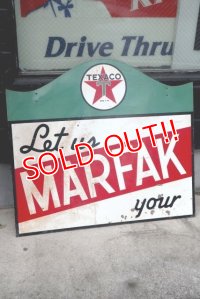 Drive Thru
TEXACO
T
Let us
SOLD OUT!!
MARFAK
your